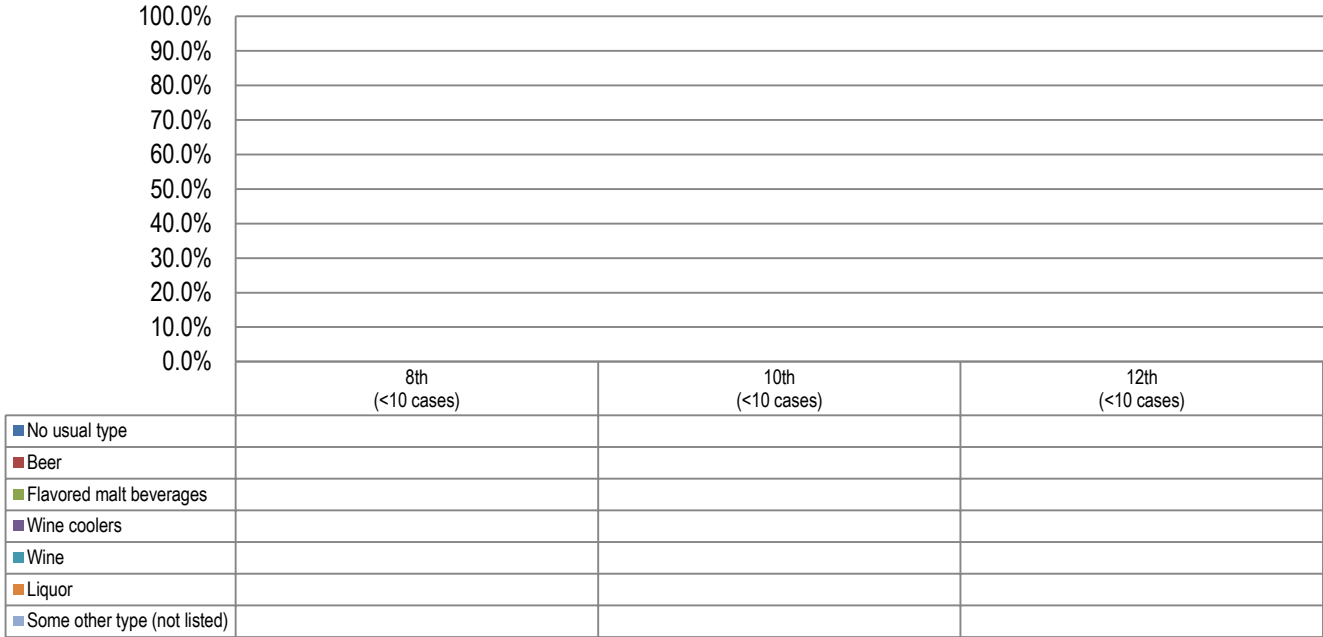 100.0%
90.0%
80.0%
70.0%
60.0%
50.0%
40.0%
30.0%
20.0%
10.0%
0.0%
8th
(<10 cases)
10th
(<10 cases)
12th
(<10 cases)
No usual type
Beer
Flavored malt beverages
Wine coolers
Wine
Liquor
Some other type (not listed)